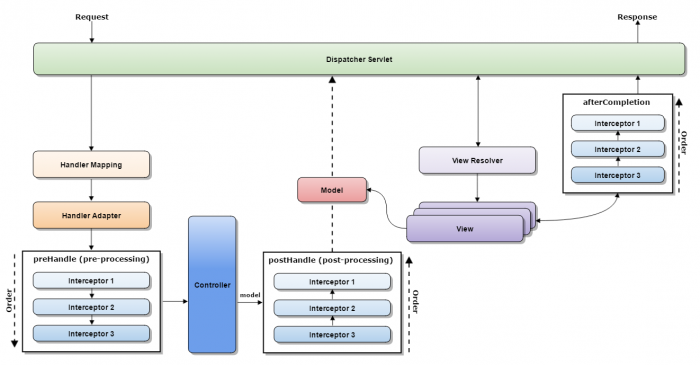 Request
Response
Dispatcher Servlet
afterCompletion
Interceptor 1
Interceptor 2
Interceptor 3
Order
Handler Mapping
View Resolver
Model
Handler Adapter
View
preHandle (pre-processing)
Interceptor 1
Interceptor 2
Interceptor 3
Order
Controller
model
postHandle (post-processing)
Interceptor 1
Interceptor 2
Interceptor 3
Order